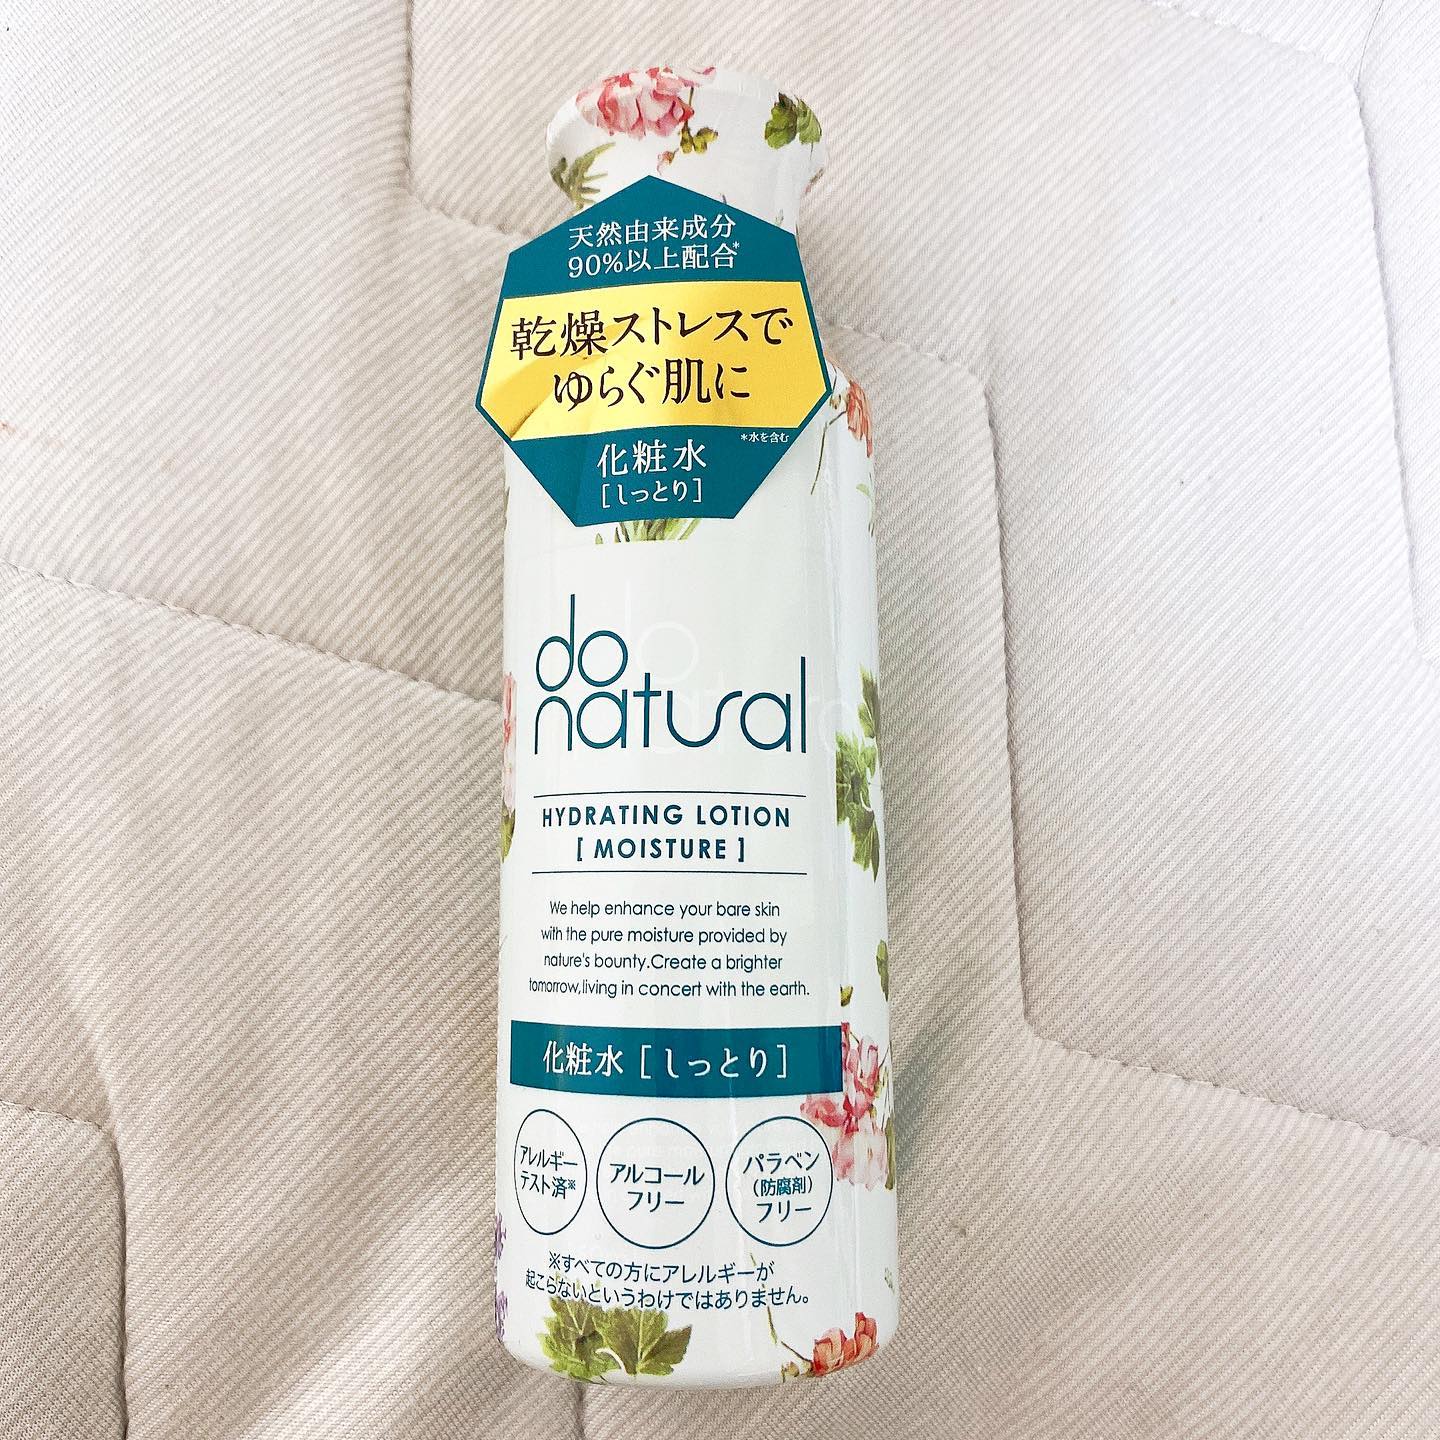 天然由来成分
90%以上配合*
乾燥ストレスで
ゆらぐ肌に
*水を含む
化粧水
[しっとり]
do
natural
HYDRATING LOTION
[ MOISTURE ]
We help enhance your bare skin
with the pure moisture provided by
nature's bounty.Create a brighter
tomorrow,living in concert with the earth.
化粧水 [しっとり]
アレルギー
テスト済※
アルコール
フリー
パラベン
(防腐剤)
フリー
※すべての方にアレルギーが
起こらないというわけではありません。